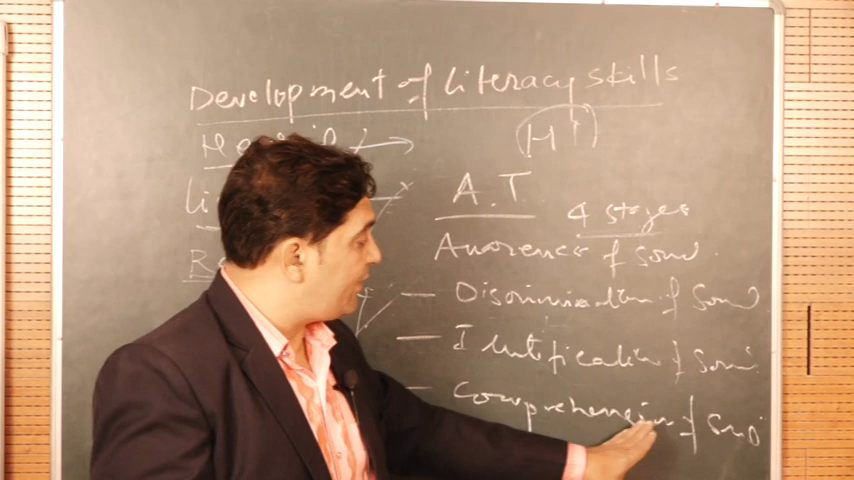 Development of Literacy Skills
H I
A.T
4 stages
Awareness of Sound
Discrimination of Sound
Identification of Sound
Comprehension of Sound